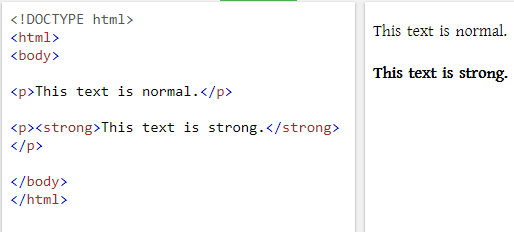 <!DOCTYPE html>
<html>
<body>
<p>This text is normal.</p>
<p><strong>This text is strong.</strong>
</p>
</body>
</html>
This text is normal.
This text is strong.